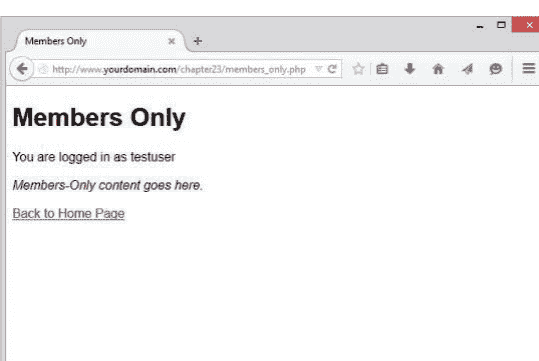 Members Only
http://www.yourdomain.com/chapter23/members_only.php
Members Only
You are logged in as testuser
Members-Only content goes here.
Back to Home Page